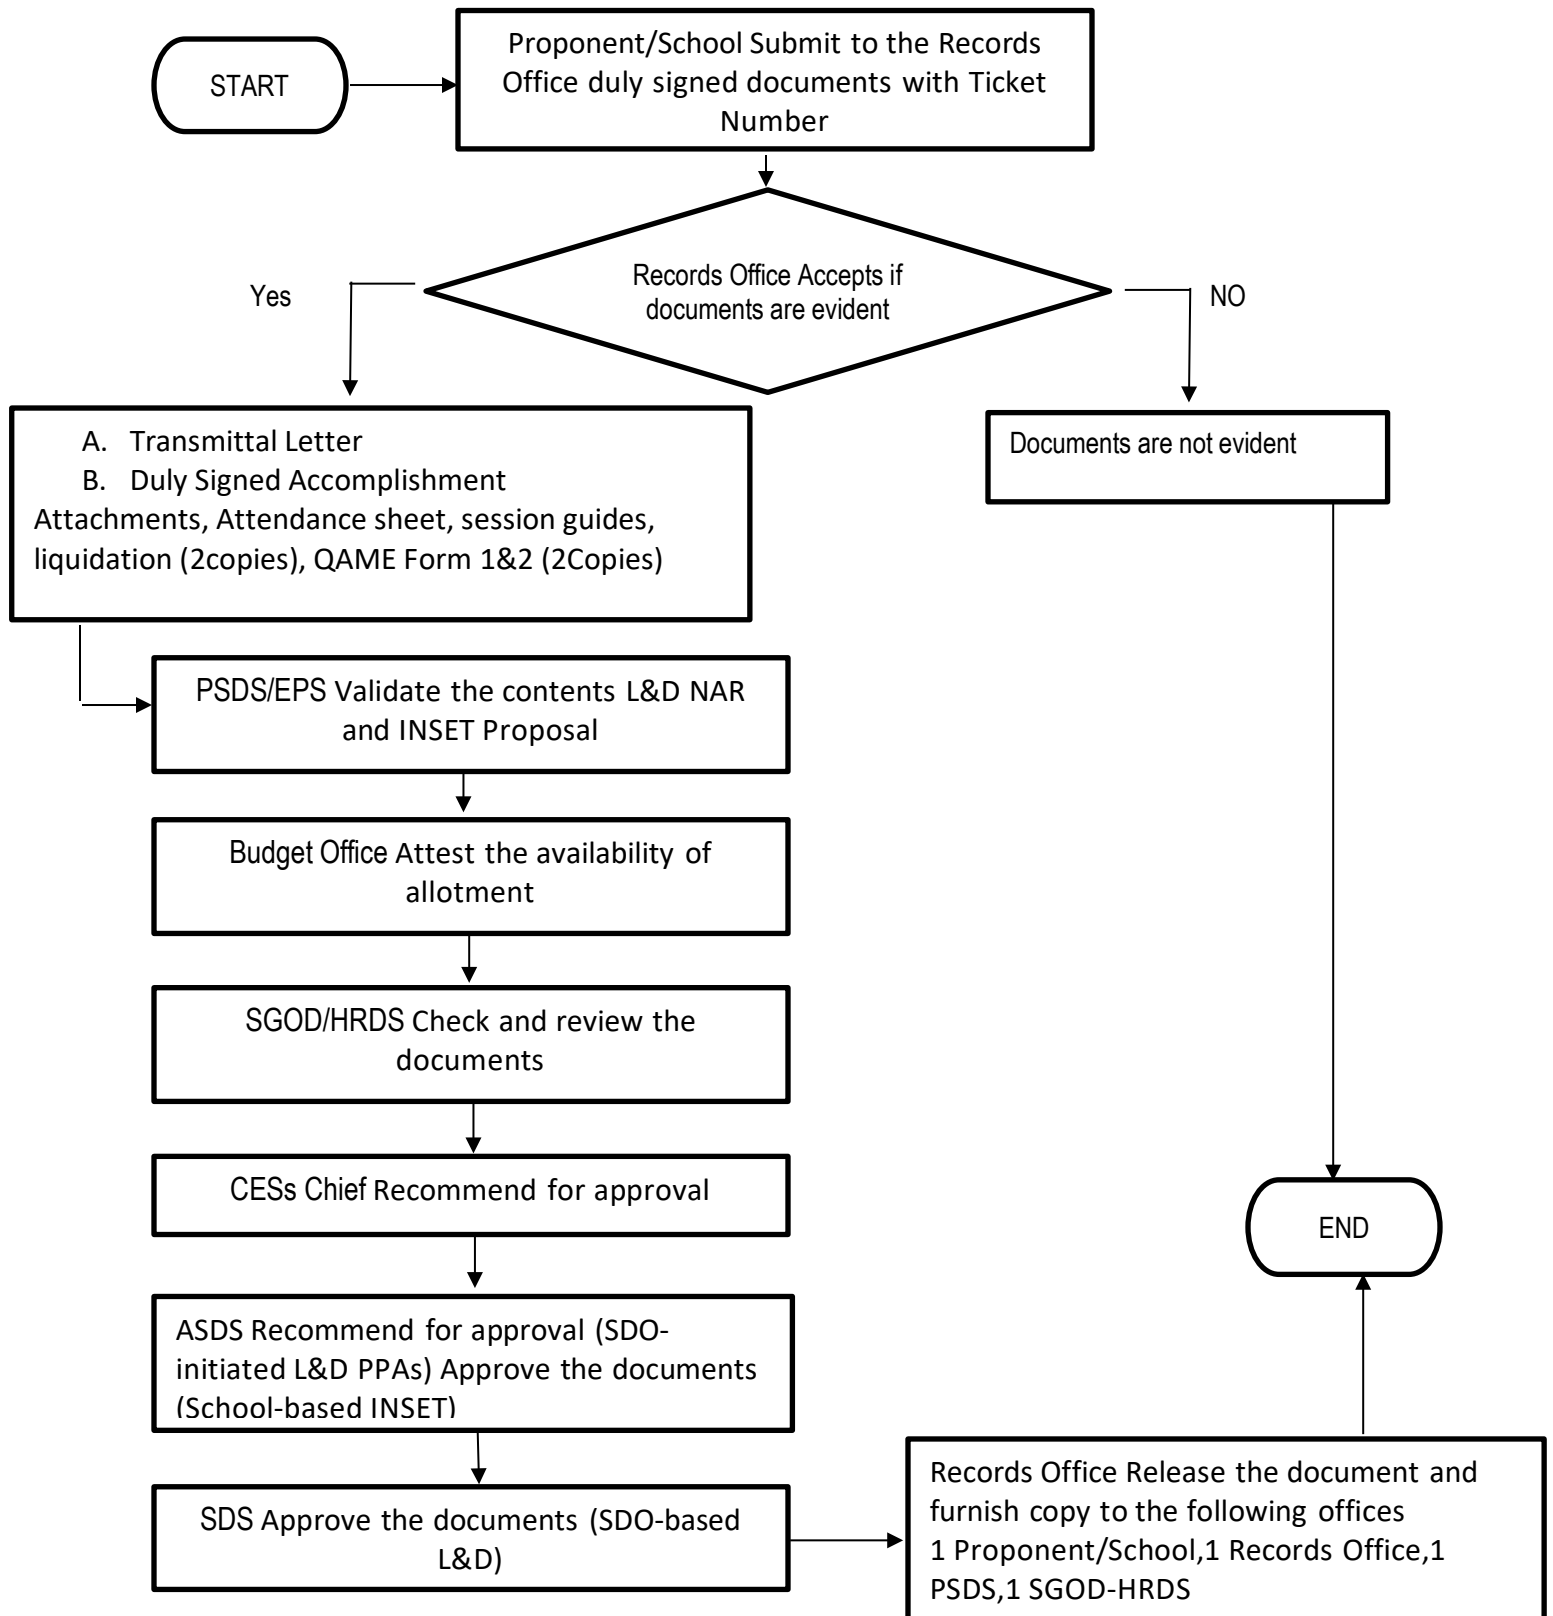 START
Proponent/School Submit to the Records
Office duly signed documents with Ticket
Number
Records Office Accepts if
documents are evident
Yes
NO
A. Transmittal Letter
B. Duly Signed Accomplishment
Attachments, Attendance sheet, session guides,
liquidation (2copies), QAME Form 1&2 (2Copies)
Documents are not evident
PSDS/EPS Validate the contents L&D NAR
and INSET Proposal
Budget Office Attest the availability of
allotment
SGOD/HRDS Check and review the
documents
CESs Chief Recommend for approval
ASDS Recommend for approval (SDO-
initiated L&D PPAs) Approve the documents
(School-based INSET)
SDS Approve the documents (SDO-based
L&D)
Records Office Release the document and
furnish copy to the following offices
1 Proponent/School,1 Records Office,1
PSDS,1 SGOD-HRDS
END